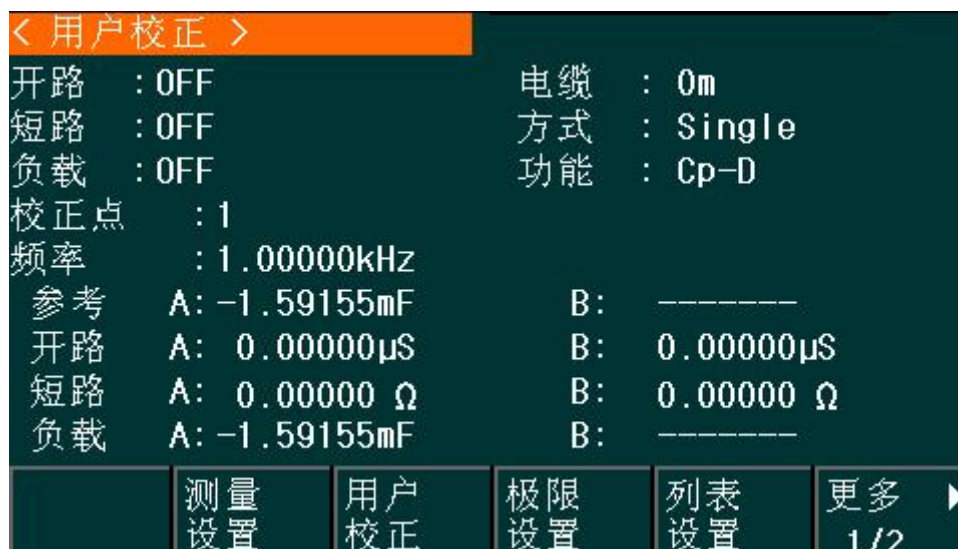 < 用户校正 >
开路 :OFF 电缆 : 0m
短路 :OFF 方式 : Single
负载 :OFF 功能 : Cp-D
校正点 :1
频率 :1.00000kHz
参考 A:-1.59155mF B: -------
开路 A: 0.00000μS B: 0.00000μS
短路 A: 0.00000 Ω B: 0.00000 Ω
负载 A:-1.59155mF B: -------
测量设置 用户校正 极限设置 列表设置 更多 1/2